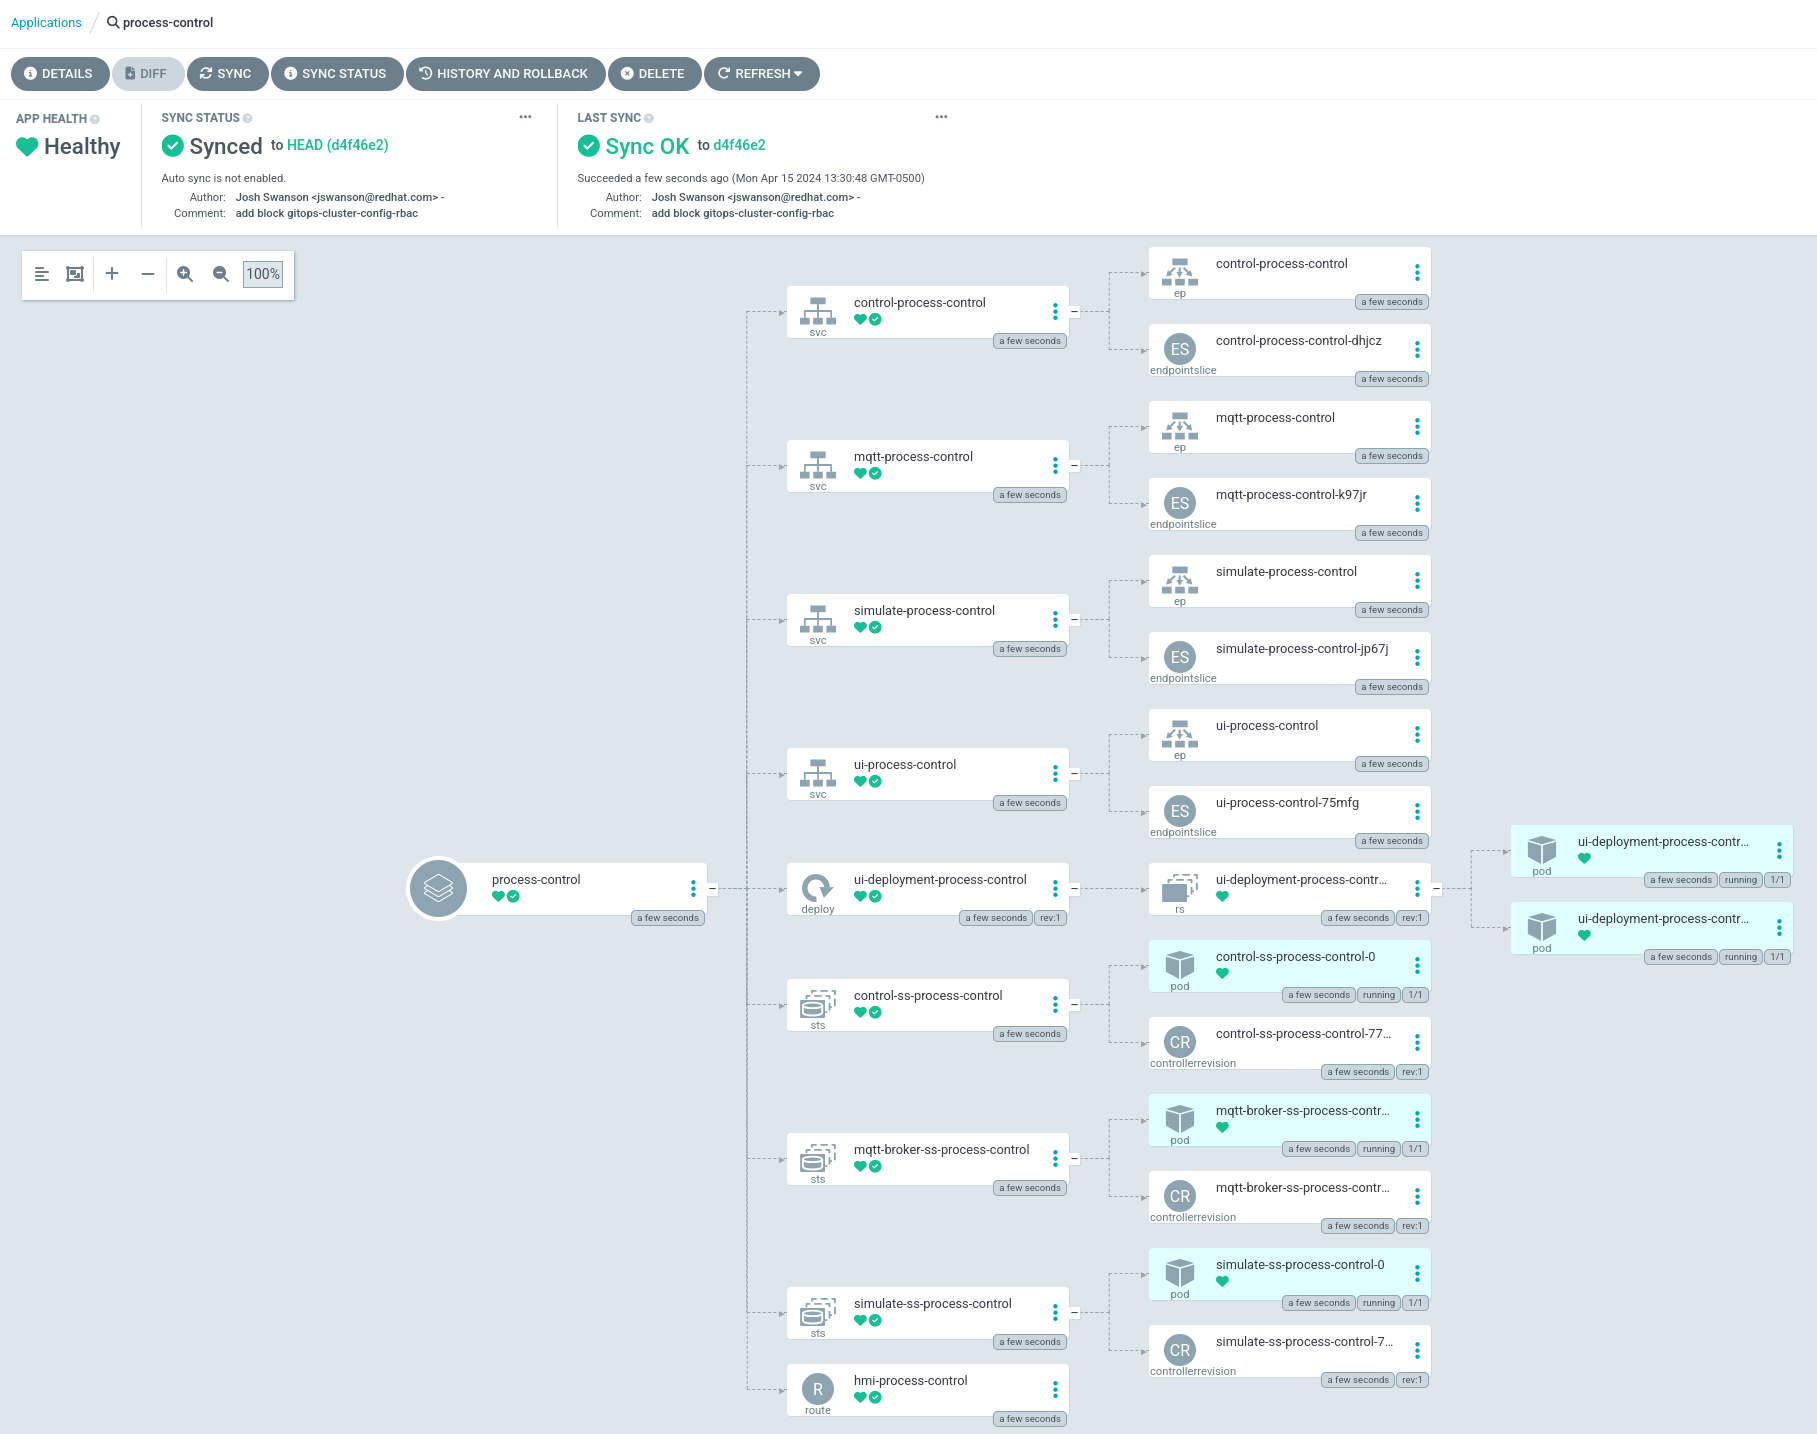 Applications / process-control
DETAILS DIFF SYNC SYNC STATUS HISTORY AND ROLLBACK DELETE REFRESH
APP HEALTH
Healthy
SYNC STATUS
Synced to HEAD (d4f46e2)
Auto sync is not enabled.
Author: Josh Swanson <jswanson@redhat.com> -
Comment: add block gitops-cluster-config-rbac
LAST SYNC
Sync OK to d4f46e2
Succeeded a few seconds ago (Mon Apr 15 2024 13:30:48 GMT-0500)
Author: Josh Swanson <jswanson@redhat.com> -
Comment: add block gitops-cluster-config-rbac
100%
process-control
a few seconds
control-process-control
svc
a few seconds
mqtt-process-control
svc
a few seconds
simulate-process-control
svc
a few seconds
ui-process-control
svc
a few seconds
ui-deployment-process-control
deploy
a few seconds rev:1
control-ss-process-control
sts
a few seconds
mqtt-broker-ss-process-control
sts
a few seconds
simulate-ss-process-control
sts
a few seconds
R
hmi-process-control
route
a few seconds
control-process-control
ep
a few seconds
ES
control-process-control-dhjcz
endpointslice
a few seconds
mqtt-process-control
ep
a few seconds
ES
mqtt-process-control-k97jr
endpointslice
a few seconds
simulate-process-control
ep
a few seconds
ES
simulate-process-control-jp67j
endpointslice
a few seconds
ui-process-control
ep
a few seconds
ES
ui-process-control-75mfg
endpointslice
a few seconds
ui-deployment-process-contr...
rs
a few seconds rev:1
control-ss-process-control-0
pod
a few seconds running 1/1
CR
control-ss-process-control-77...
controllerrevision
a few seconds rev:1
mqtt-broker-ss-process-contr...
pod
a few seconds running 1/1
CR
mqtt-broker-ss-process-contr...
controllerrevision
a few seconds rev:1
simulate-ss-process-control-0
pod
a few seconds running 1/1
CR
simulate-ss-process-control-7...
controllerrevision
a few seconds rev:1
ui-deployment-process-contr...
pod
a few seconds running 1/1
ui-deployment-process-contr...
pod
a few seconds running 1/1